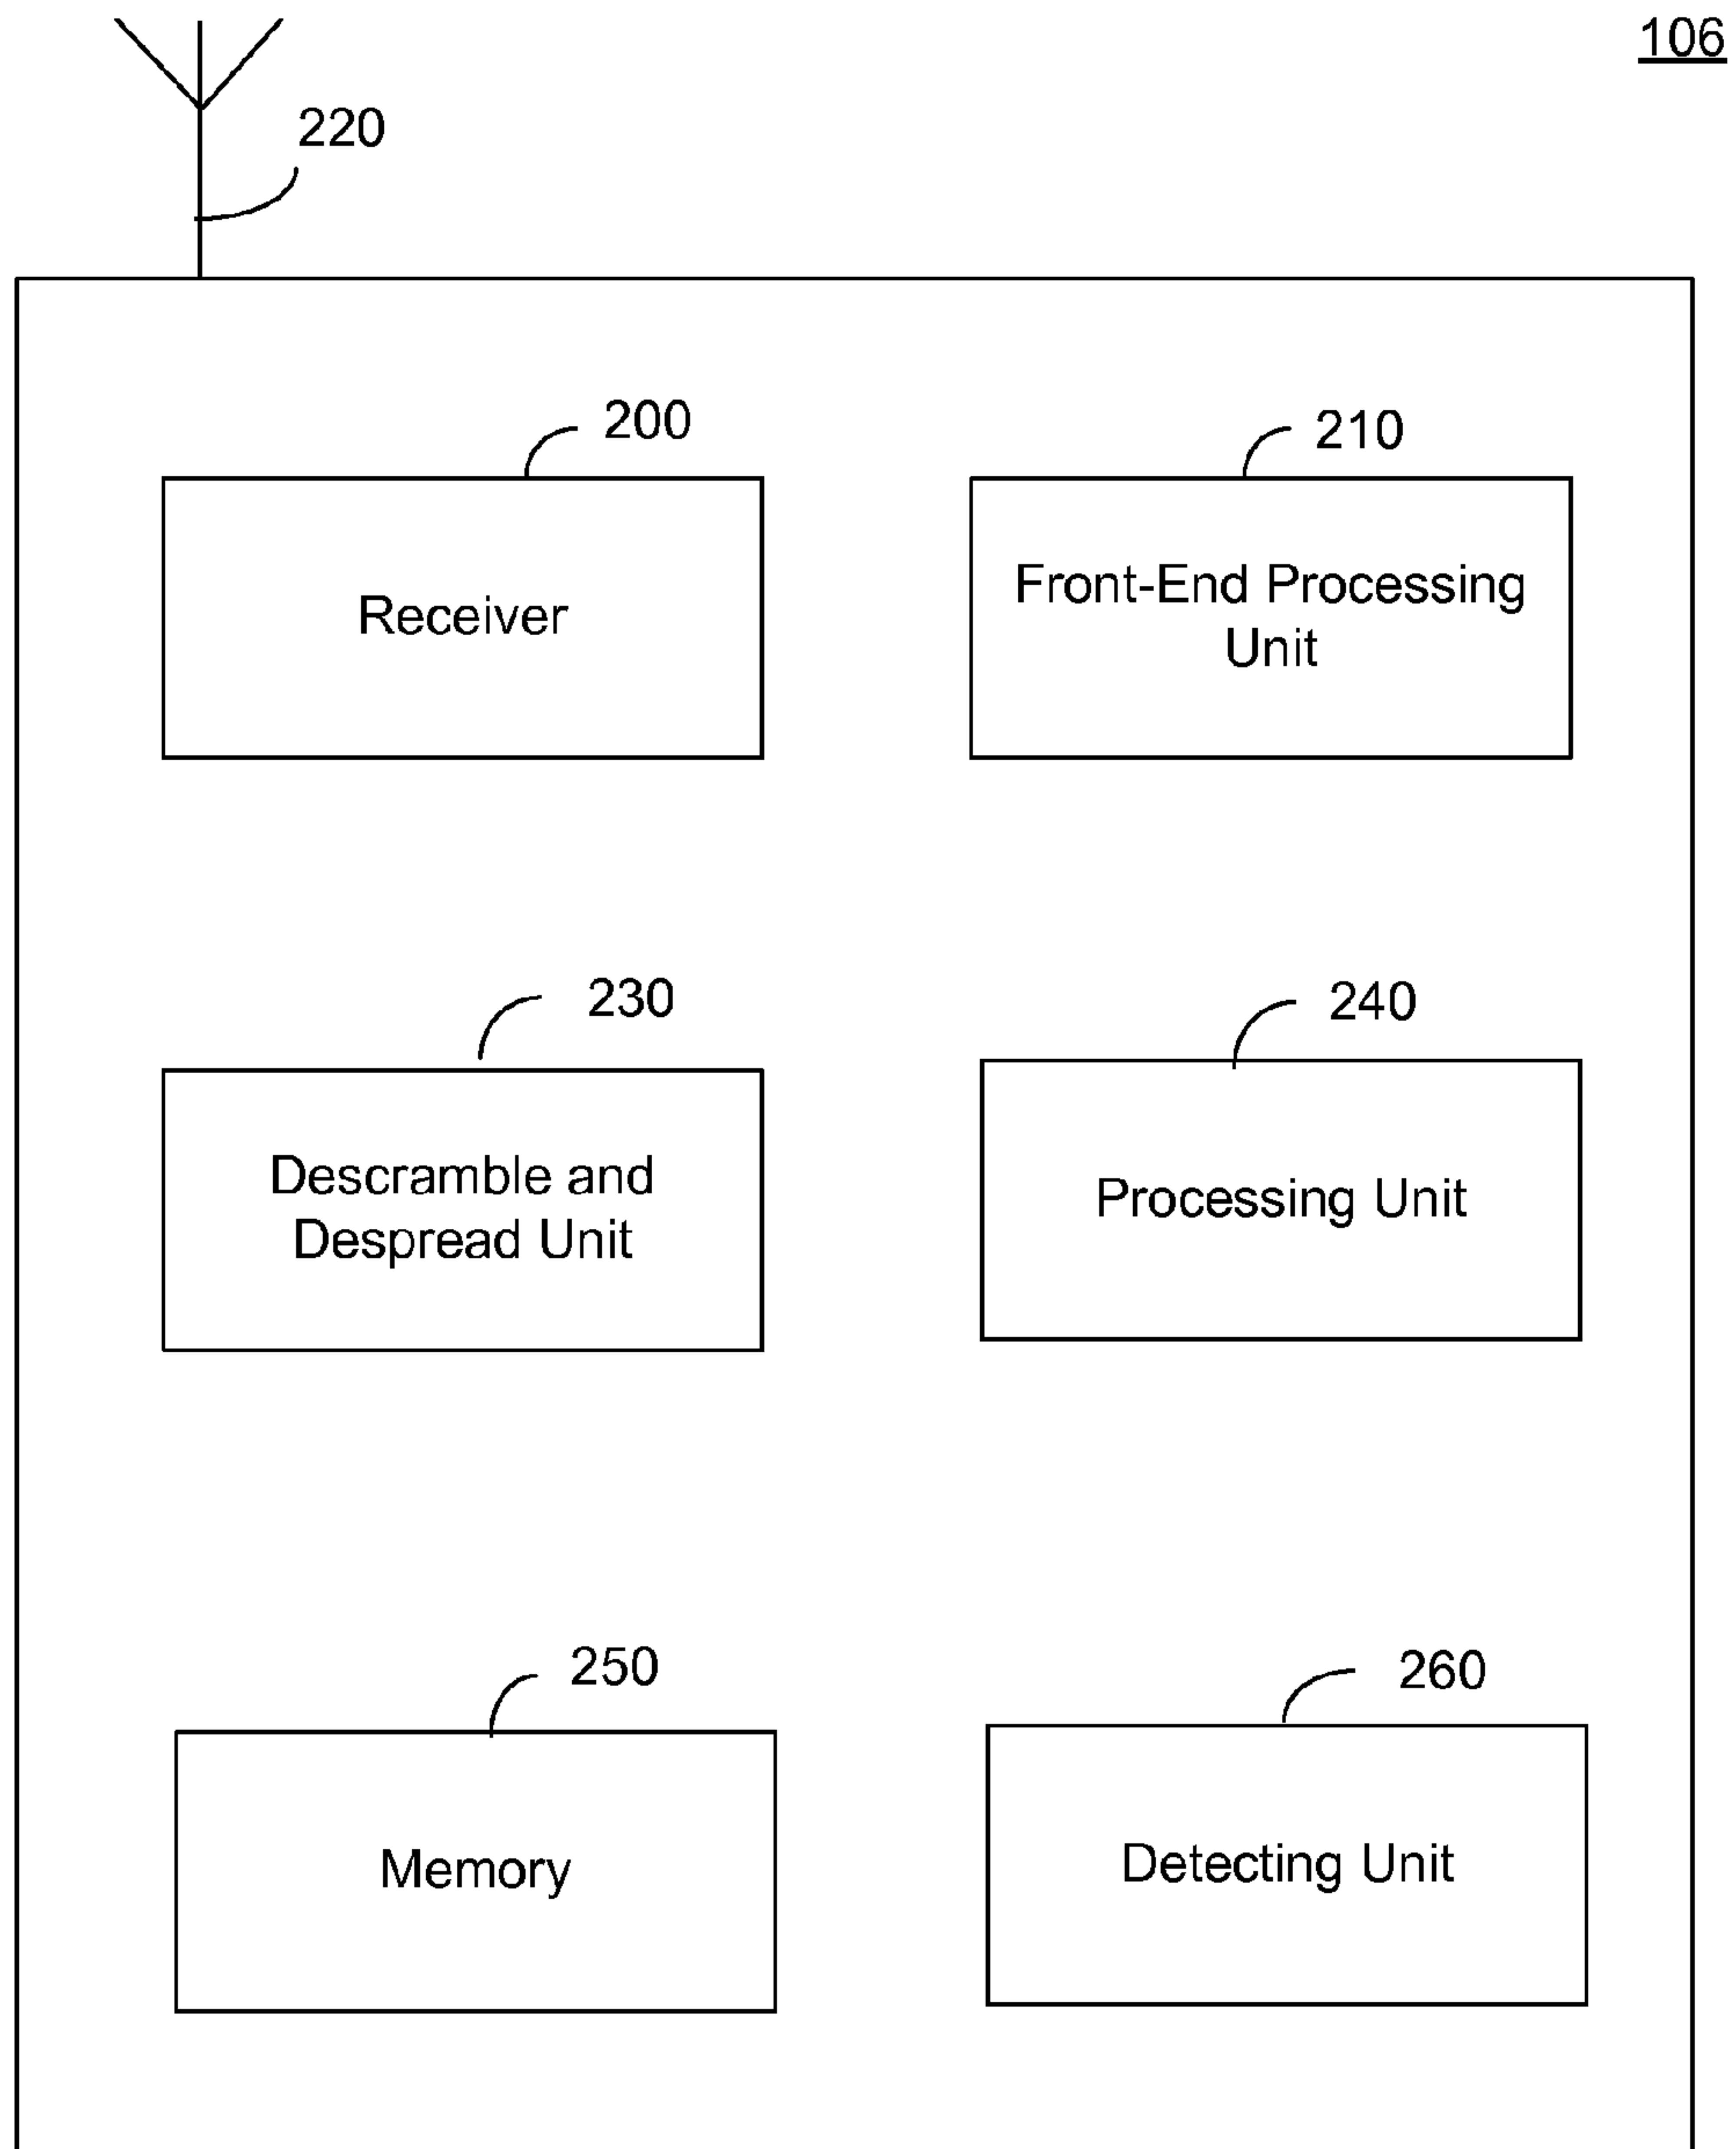 106
220
200
210
Receiver
Front-End Processing
Unit
230
240
Descramble and
Despread Unit
Processing Unit
250
260
Memory
Detecting Unit